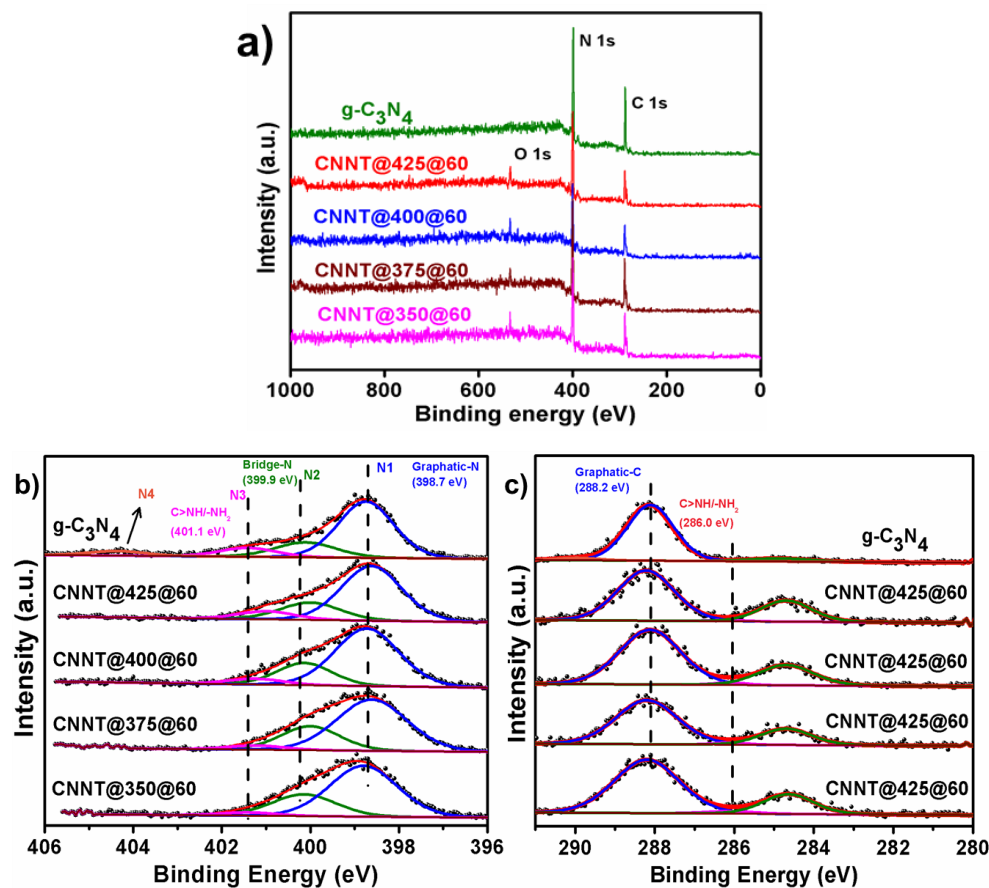 a)
N 1s
C 1s
g-C3N4
O 1s
CNNT@425@60
CNNT@400@60
CNNT@375@60
CNNT@350@60
Intensity (a.u.)
1000 800 600 400 200 0
Binding energy (eV)
b)
Bridge-N
(399.9 eV)
N2
N1
Graphatic-N
(398.7 eV)
N4
N3
C>NH/-NH2
(401.1 eV)
g-C3N4
CNNT@425@60
CNNT@400@60
CNNT@375@60
CNNT@350@60
Intensity (a.u.)
406 404 402 400 398 396
Binding Energy (eV)
c)
Graphatic-C
(288.2 eV)
C>NH/-NH2
(286.0 eV)
g-C3N4
CNNT@425@60
CNNT@425@60
CNNT@425@60
CNNT@425@60
Intensity (a.u.)
290 288 286 284 282 280
Binding Energy (eV)